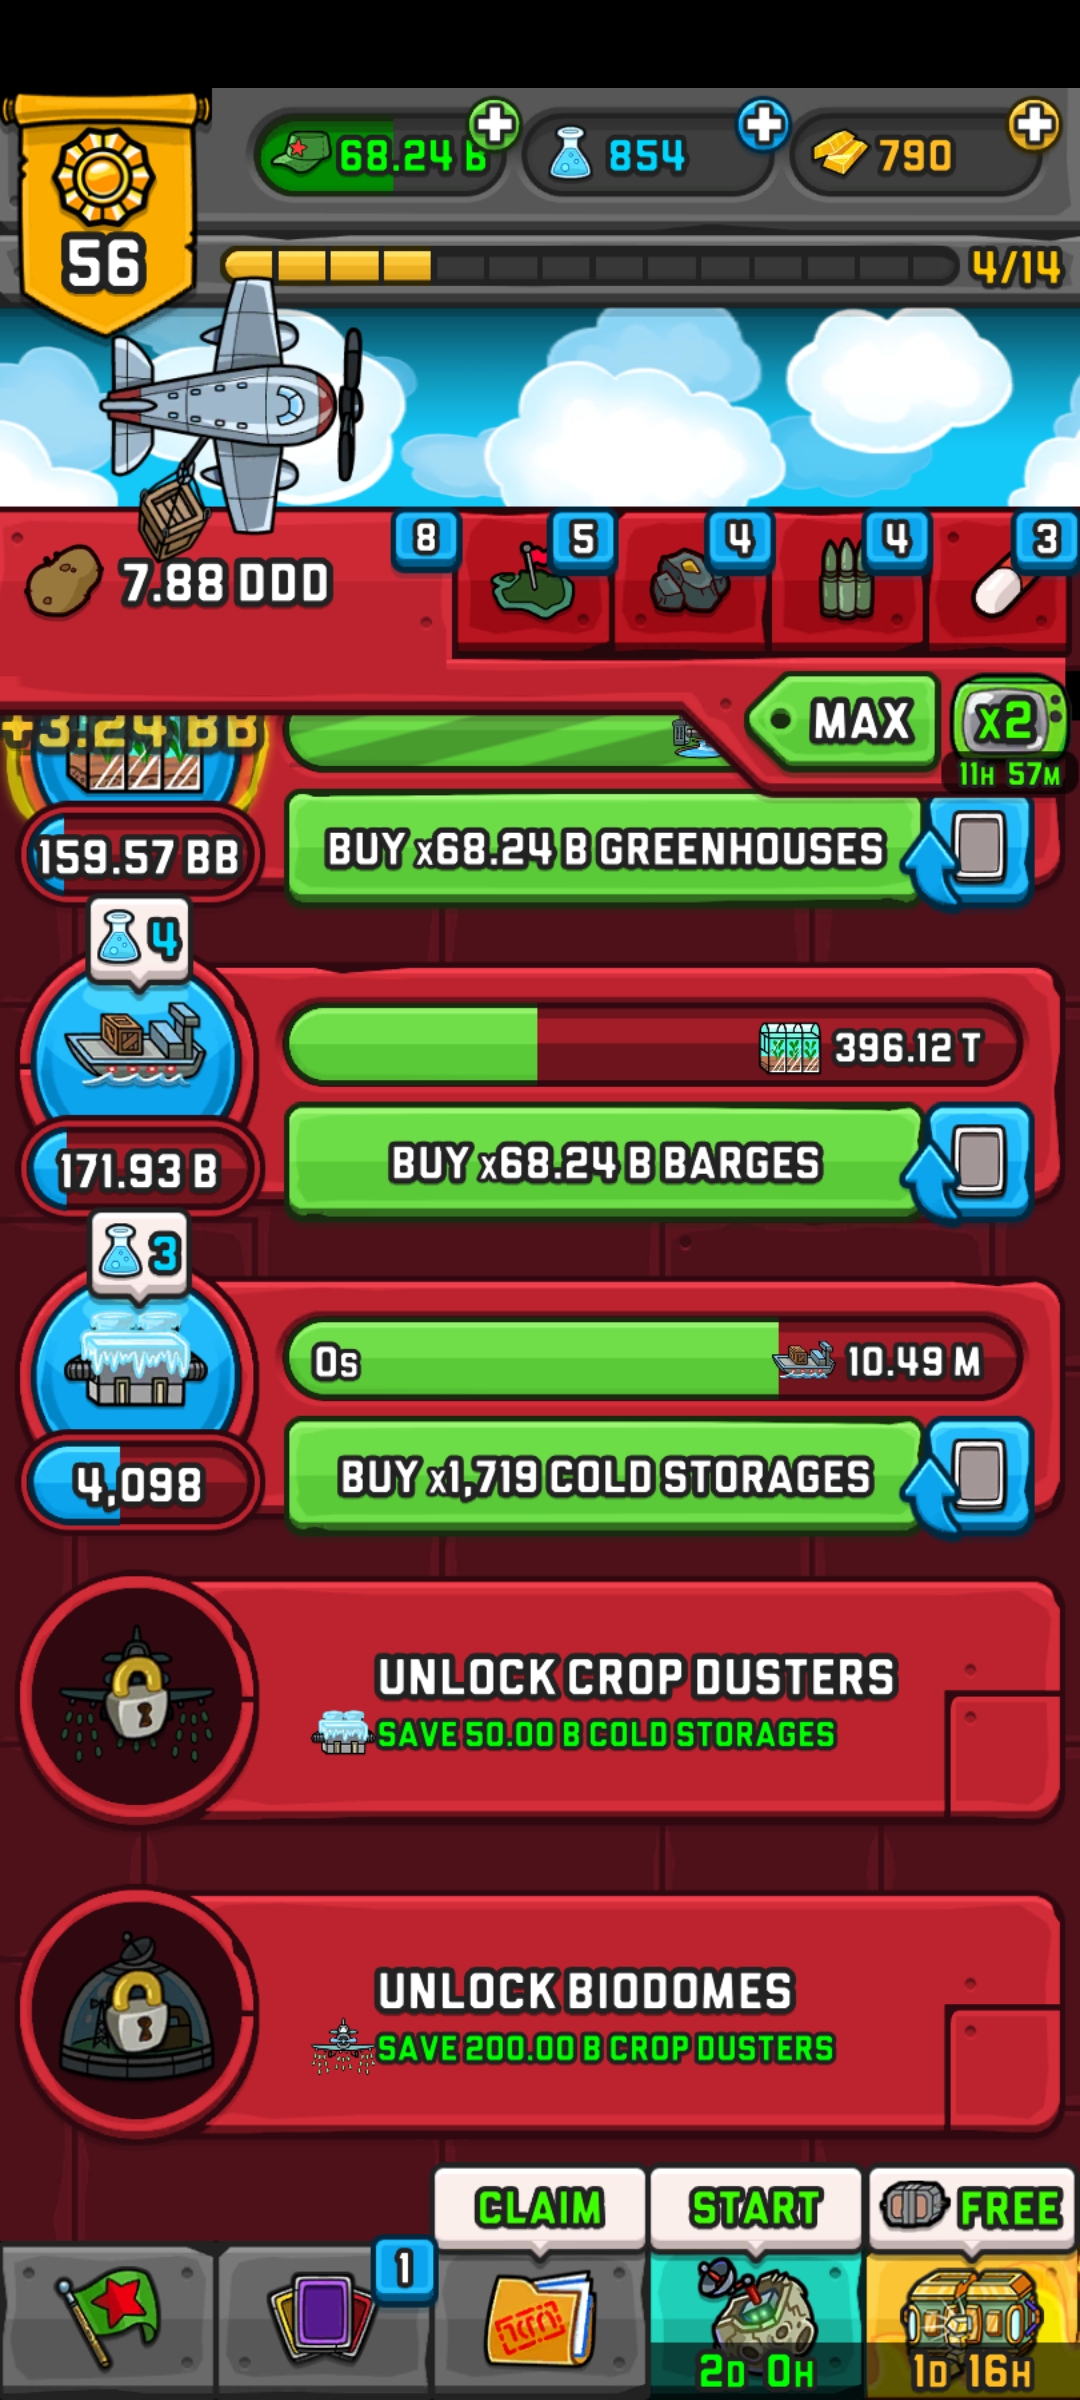 68.24 B
854
790
56
4/14
7.88 DDD
8
5
4
4
3
MAX
x2
11H 57M
+3.24 BB
159.57 BB
BUY x68.24 B GREENHOUSES
4
396.12 T
171.93 B
BUY x68.24 B BARGES
3
0s
10.49 M
4,098
BUY x1,719 COLD STORAGES
UNLOCK CROP DUSTERS
SAVE 50.00 B COLD STORAGES
UNLOCK BIODOMES
SAVE 200.00 B CROP DUSTERS
CLAIM
START
FREE
1
2D 0H
1D 16H